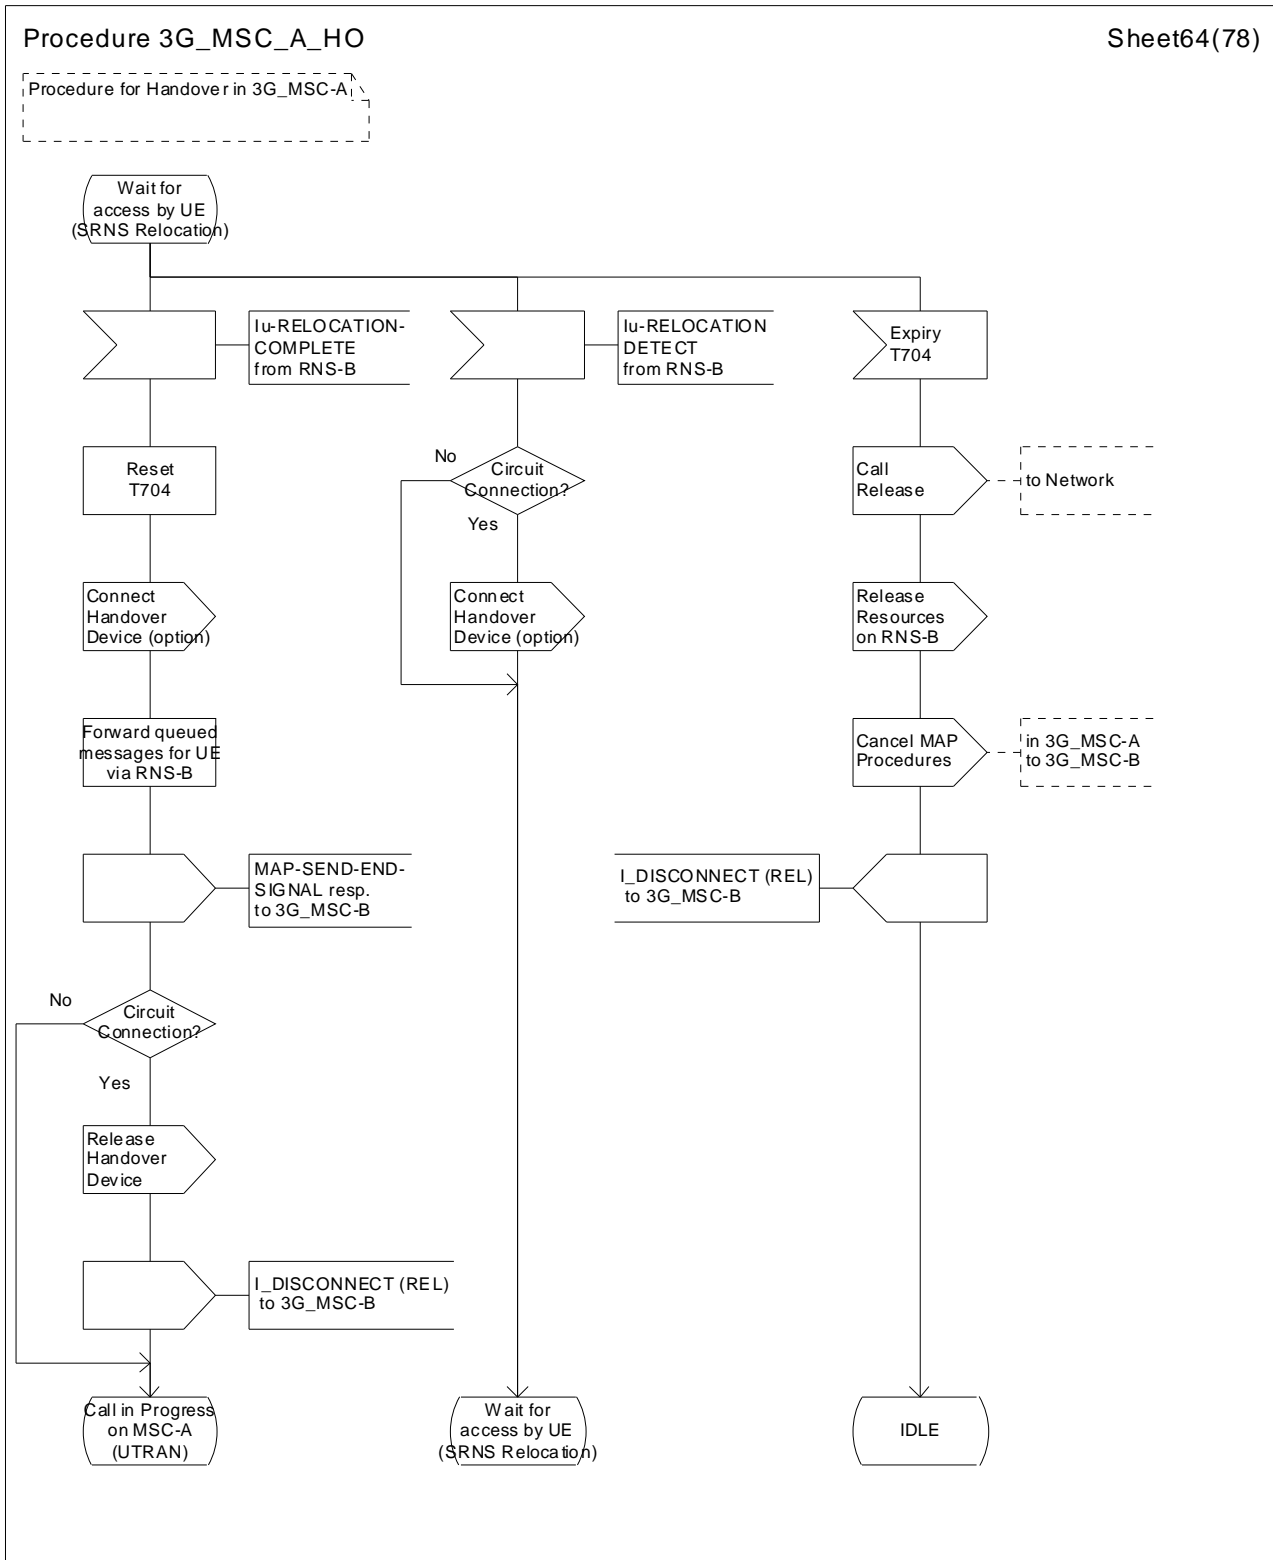 Procedure 3G_MSC_A_HO
Sheet64(78)
Procedure for Handover in 3G_MSC-A
Wait for
access by UE
(SRNS Relocation)
Iu-RELOCATION-
COMPLETE
from RNS-B
Iu-RELOCATION
DETECT
from RNS-B
Expiry
T704
Reset
T704
No
Circuit
Connection?
Yes
Call
Release
to Network
Connect
Handover
Device (option)
Connect
Handover
Device (option)
Release
Resources
on RNS-B
Forward queued
messages for UE
via RNS-B
Cancel MAP
Procedures
in 3G_MSC-A
to 3G_MSC-B
MAP-SEND-END-
SIGNAL resp.
to 3G_MSC-B
I_DISCONNECT (REL)
to 3G_MSC-B
No
Circuit
Connection?
Yes
Release
Handover
Device
I_DISCONNECT (REL)
to 3G_MSC-B
Call in Progress
on MSC-A
(UTRAN)
Wait for
access by UE
(SRNS Relocation)
IDLE